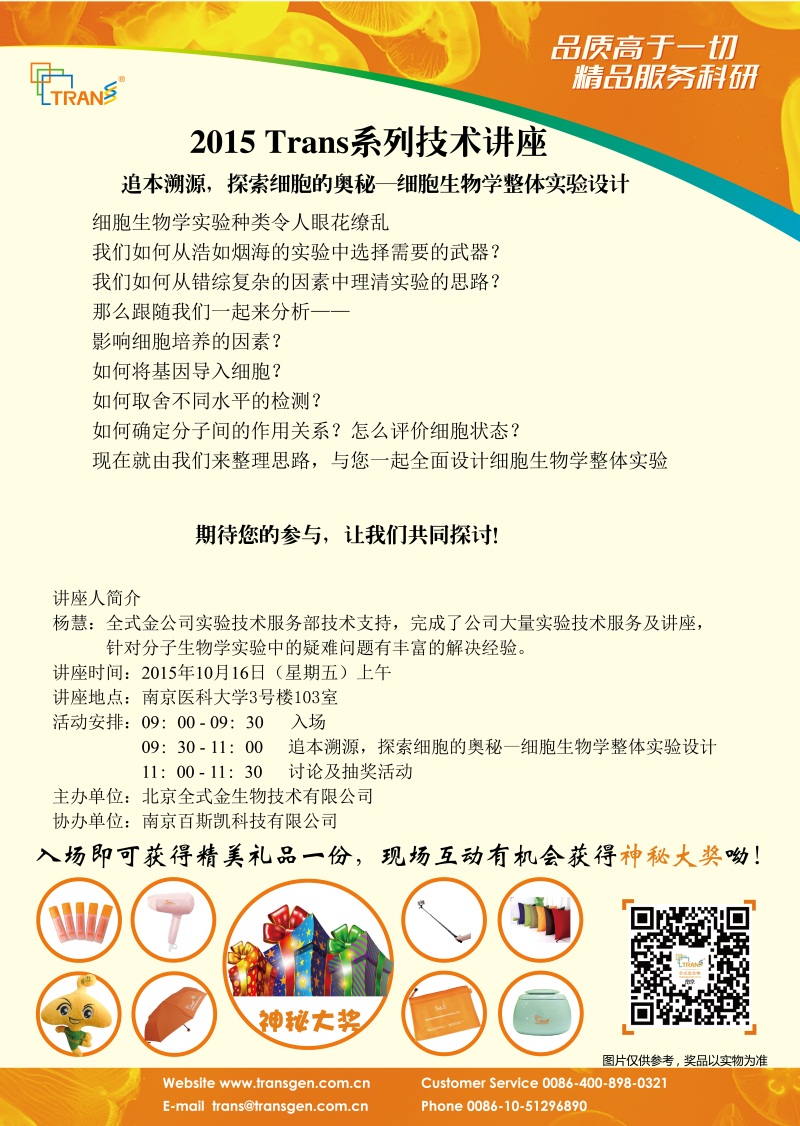 品质高于一切
精品服务科研
TRANS®
2015 Trans系列技术讲座
追本溯源，探索细胞的奥秘—细胞生物学整体实验设计
细胞生物学实验种类令人眼花缭乱
我们如何从浩如烟海的实验中选择需要的武器？
我们如何从错综复杂的因素中理清实验的思路？
那么跟随我们一起来分析——
影响细胞培养的因素？
如何将基因导入细胞？
如何取舍不同水平的检测？
如何确定分子间的作用关系？怎么评价细胞状态？
现在就由我们来整理思路，与您一起全面设计细胞生物学整体实验
期待您的参与，让我们共同探讨!
讲座人简介
杨慧：全式金公司实验技术服务部技术支持，完成了公司大量实验技术服务及讲座，
针对分子生物学实验中的疑难问题有丰富的解决经验。
讲座时间：2015年10月16日（星期五）上午
讲座地点：南京医科大学3号楼103室
活动安排：09：00 - 09：30 入场
09：30 - 11：00 追本溯源，探索细胞的奥秘—细胞生物学整体实验设计
11：00 - 11：30 讨论及抽奖活动
主办单位：北京全式金生物技术有限公司
协办单位：南京百斯凯科技有限公司
入场即可获得精美礼品一份，现场互动有机会获得神秘大奖呦！
神秘大奖
TRANS
图片仅供参考，奖品以实物为准
Website www.transgen.com.cn Customer Service 0086-400-898-0321
E-mail trans@transgen.com.cn Phone 0086-10-51296890